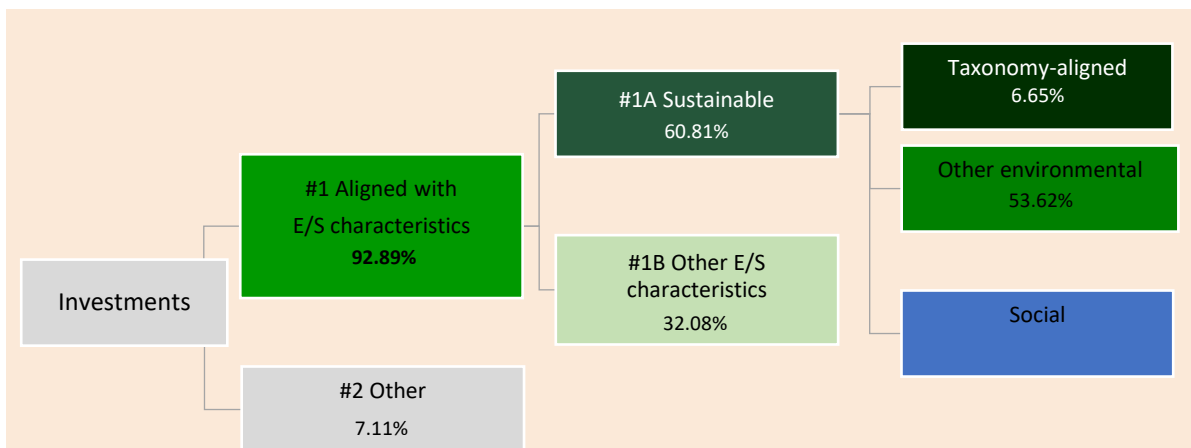 Investments
#1 Aligned with
E/S characteristics
92.89%
#2 Other
7.11%
#1A Sustainable
60.81%
#1B Other E/S
characteristics
32.08%
Taxonomy-aligned
6.65%
Other environmental
53.62%
Social